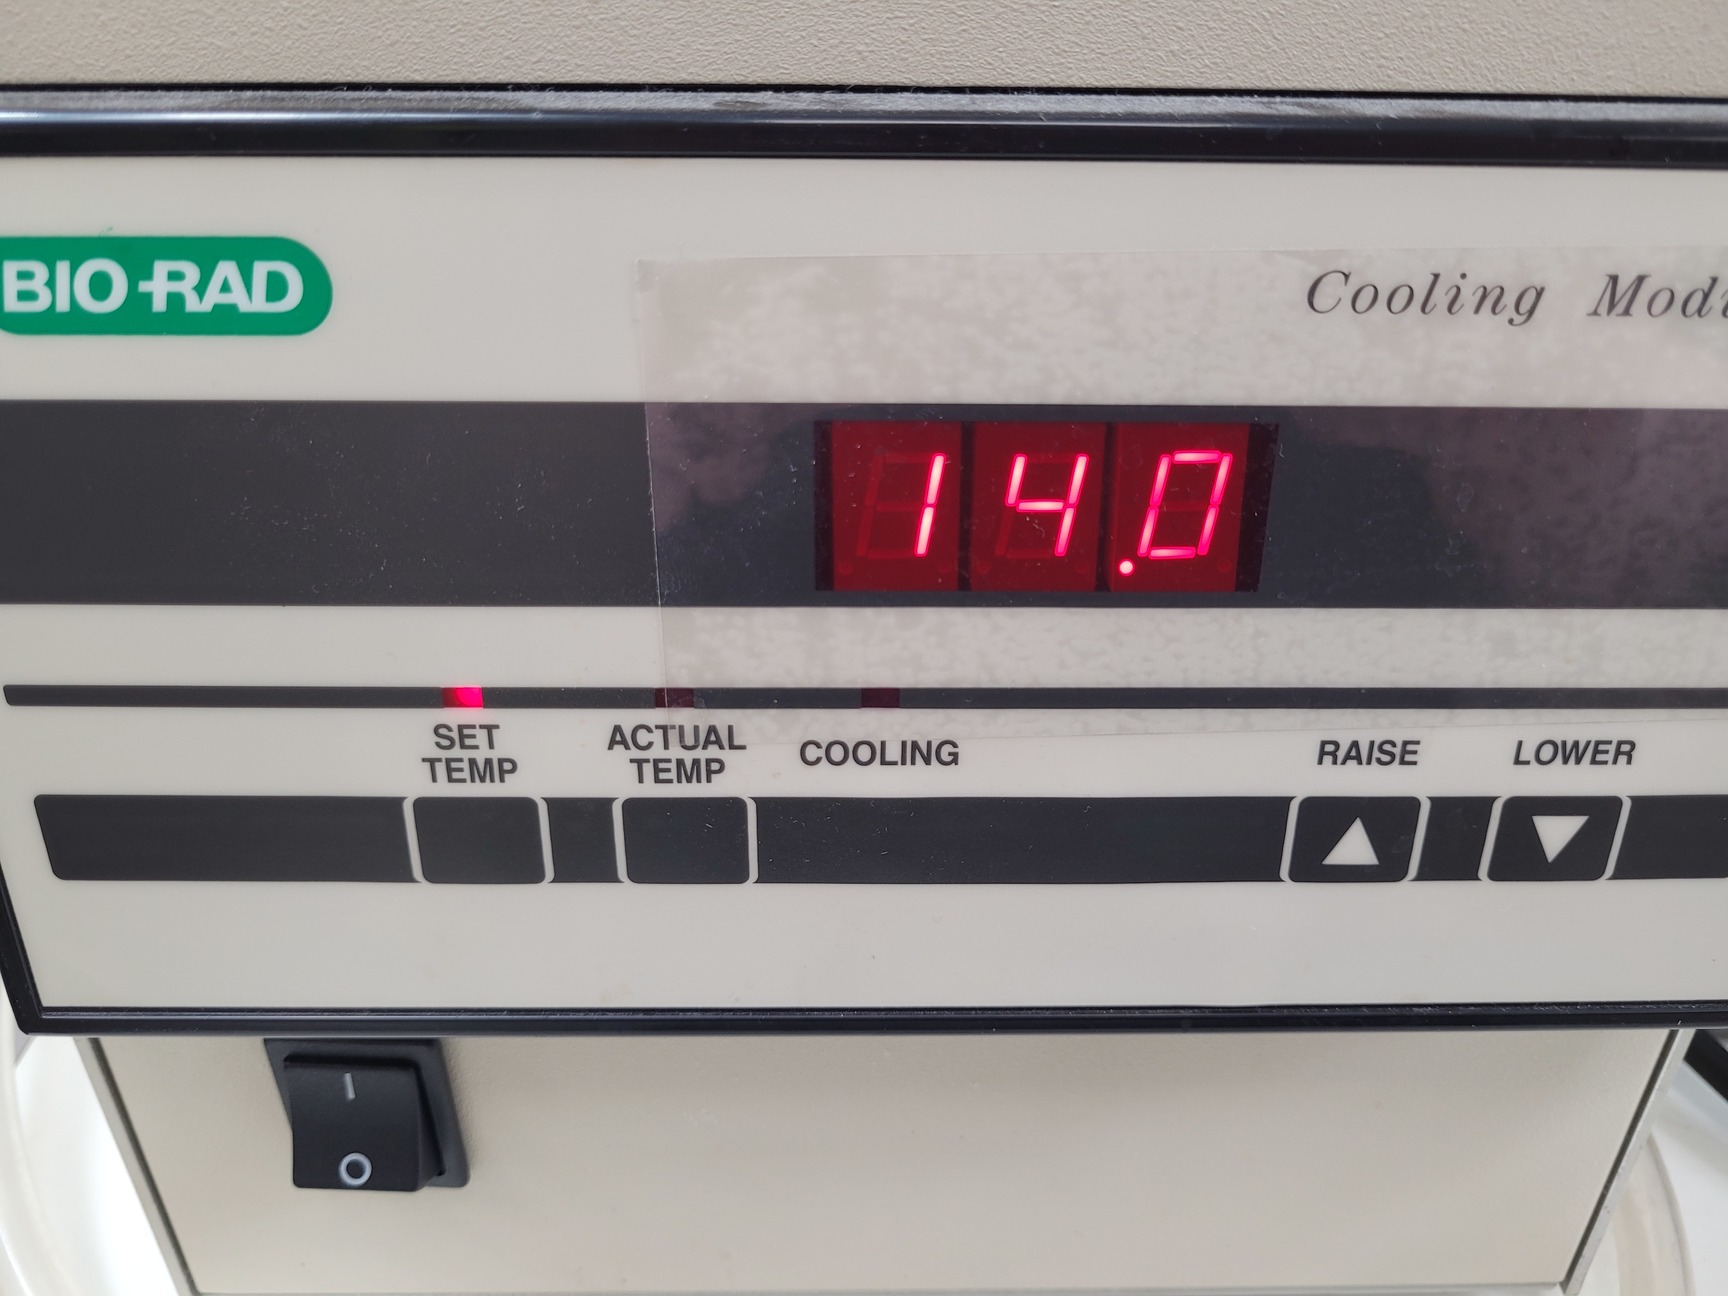 BIO-RAD
Cooling
14.0
SET
TEMP
ACTUAL
TEMP
COOLING
RAISE
LOWER